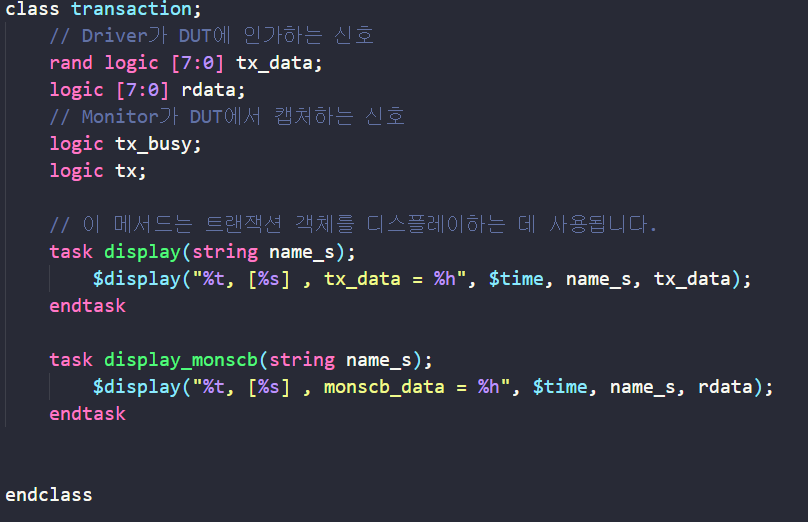 class transaction;
// Driver가 DUT에 인가하는 신호
rand logic [7:0] tx_data;
logic [7:0] rdata;
// Monitor가 DUT에서 캡처하는 신호
logic tx_busy;
logic tx;
// 이 메서드는 트랜잭션 객체를 디스플레이하는 데 사용됩니다.
task display(string name_s);
$display("%t, [%s] , tx_data = %h", $time, name_s, tx_data);
endtask
task display_monscb(string name_s);
$display("%t, [%s] , monscb_data = %h", $time, name_s, rdata);
endtask
endclass